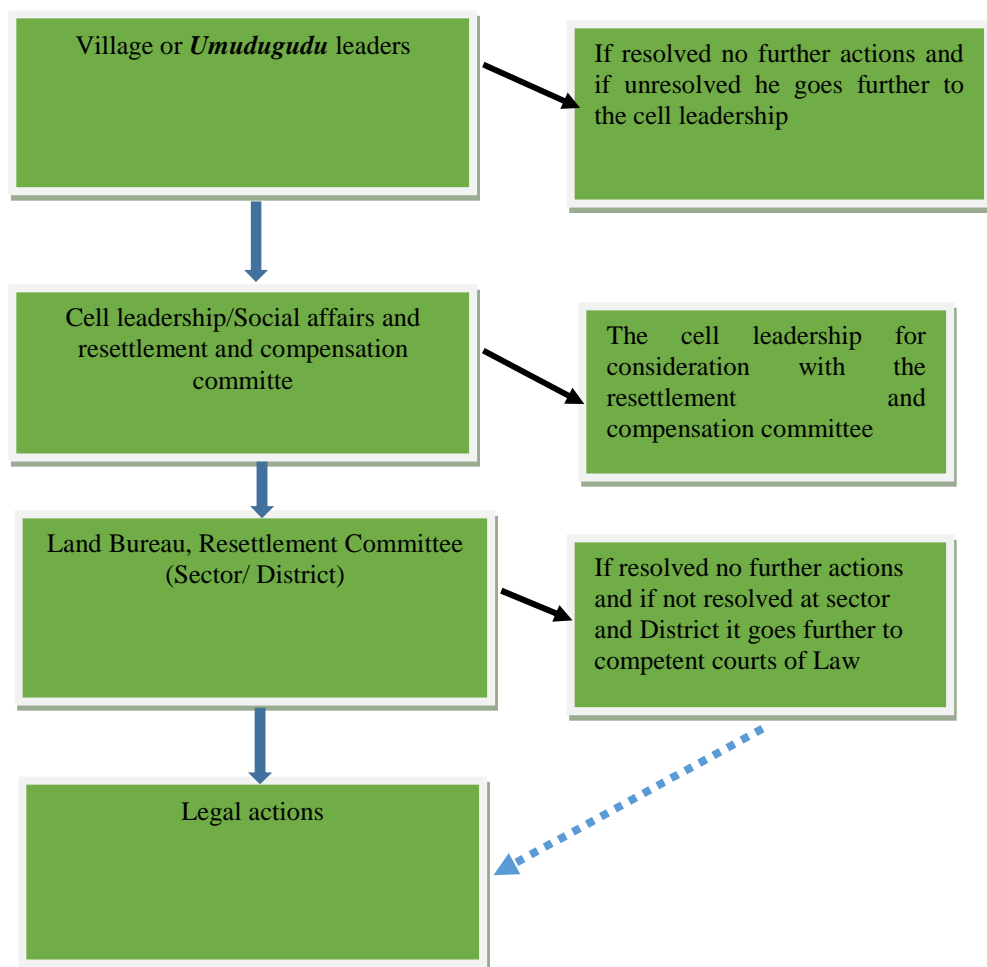 Village or Umudugudu leaders
If resolved no further actions and
if unresolved he goes further to
the cell leadership
Cell leadership/Social affairs and
resettlement and compensation
committe
The cell leadership for
consideration with the
resettlement and
compensation committee
Land Bureau, Resettlement Committee
(Sector/ District)
If resolved no further actions
and if not resolved at sector
and District it goes further to
competent courts of Law
Legal actions